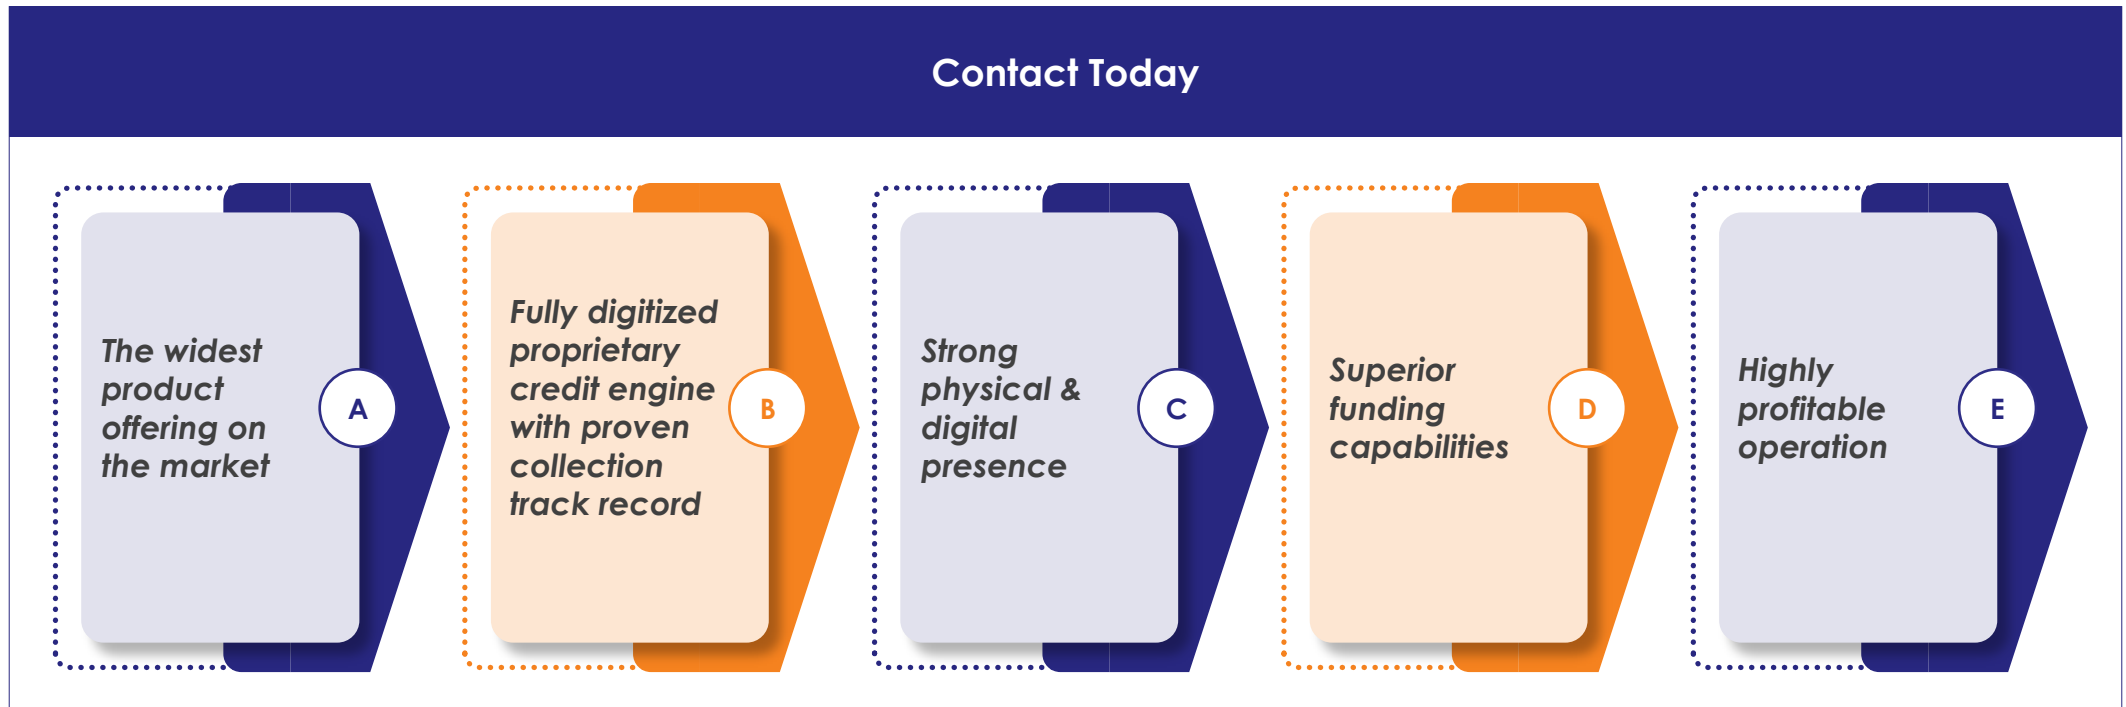 Contact Today
The widest
product
offering on
the market
A
Fully digitized
proprietary
credit engine
with proven
collection
track record
B
Strong
physical &
digital
presence
C
Superior
funding
capabilities
D
Highly
profitable
operation
E